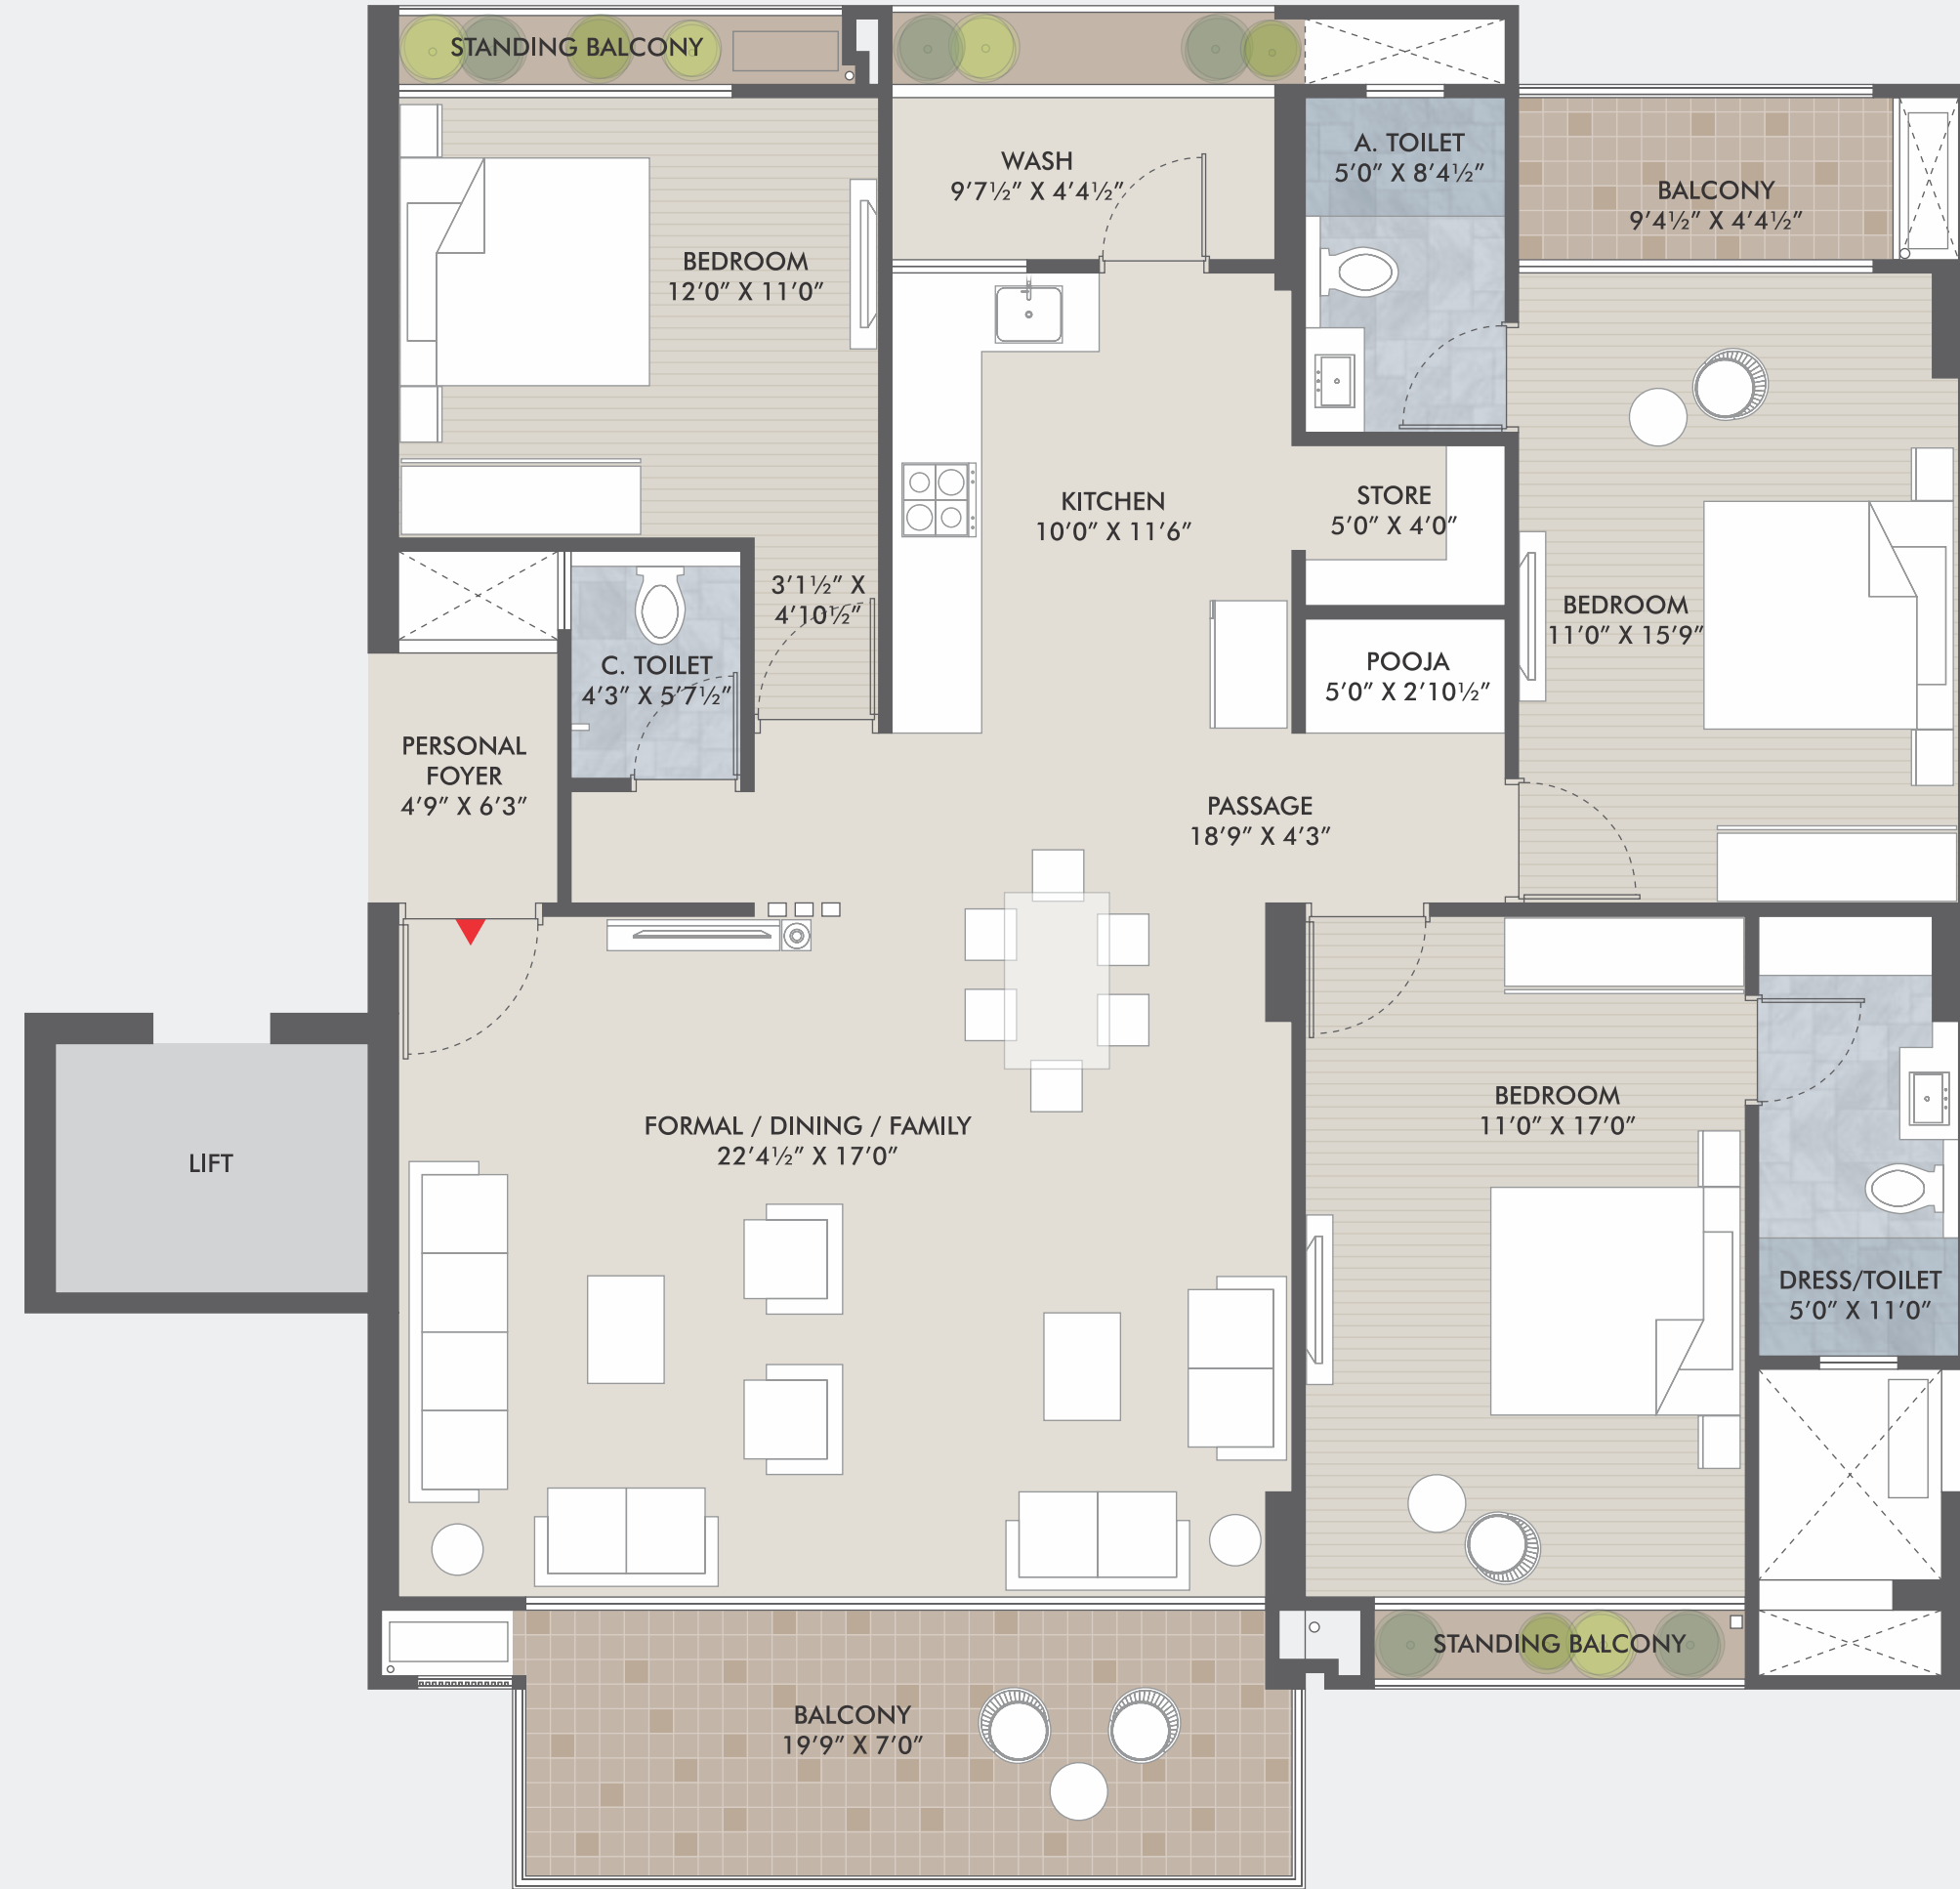 STANDING BALCONY
WASH
9’7½” X 4’4½”
A. TOILET
5’0” X 8’4½”
BALCONY
9’4½” X 4’4½”
BEDROOM
12’0” X 11’0”
KITCHEN
10’0” X 11’6”
STORE
5’0” X 4’0”
3’1½” X
4’10½”
BEDROOM
11’0” X 15’9”
C. TOILET
4’3” X 5’7½”
POOJA
5’0” X 2’10½”
PERSONAL
FOYER
4’9” X 6’3”
PASSAGE
18’9” X 4’3”
BEDROOM
11’0” X 17’0”
FORMAL / DINING / FAMILY
22’4½” X 17’0”
LIFT
DRESS/TOILET
5’0” X 11’0”
STANDING BALCONY
BALCONY
19’9” X 7’0”